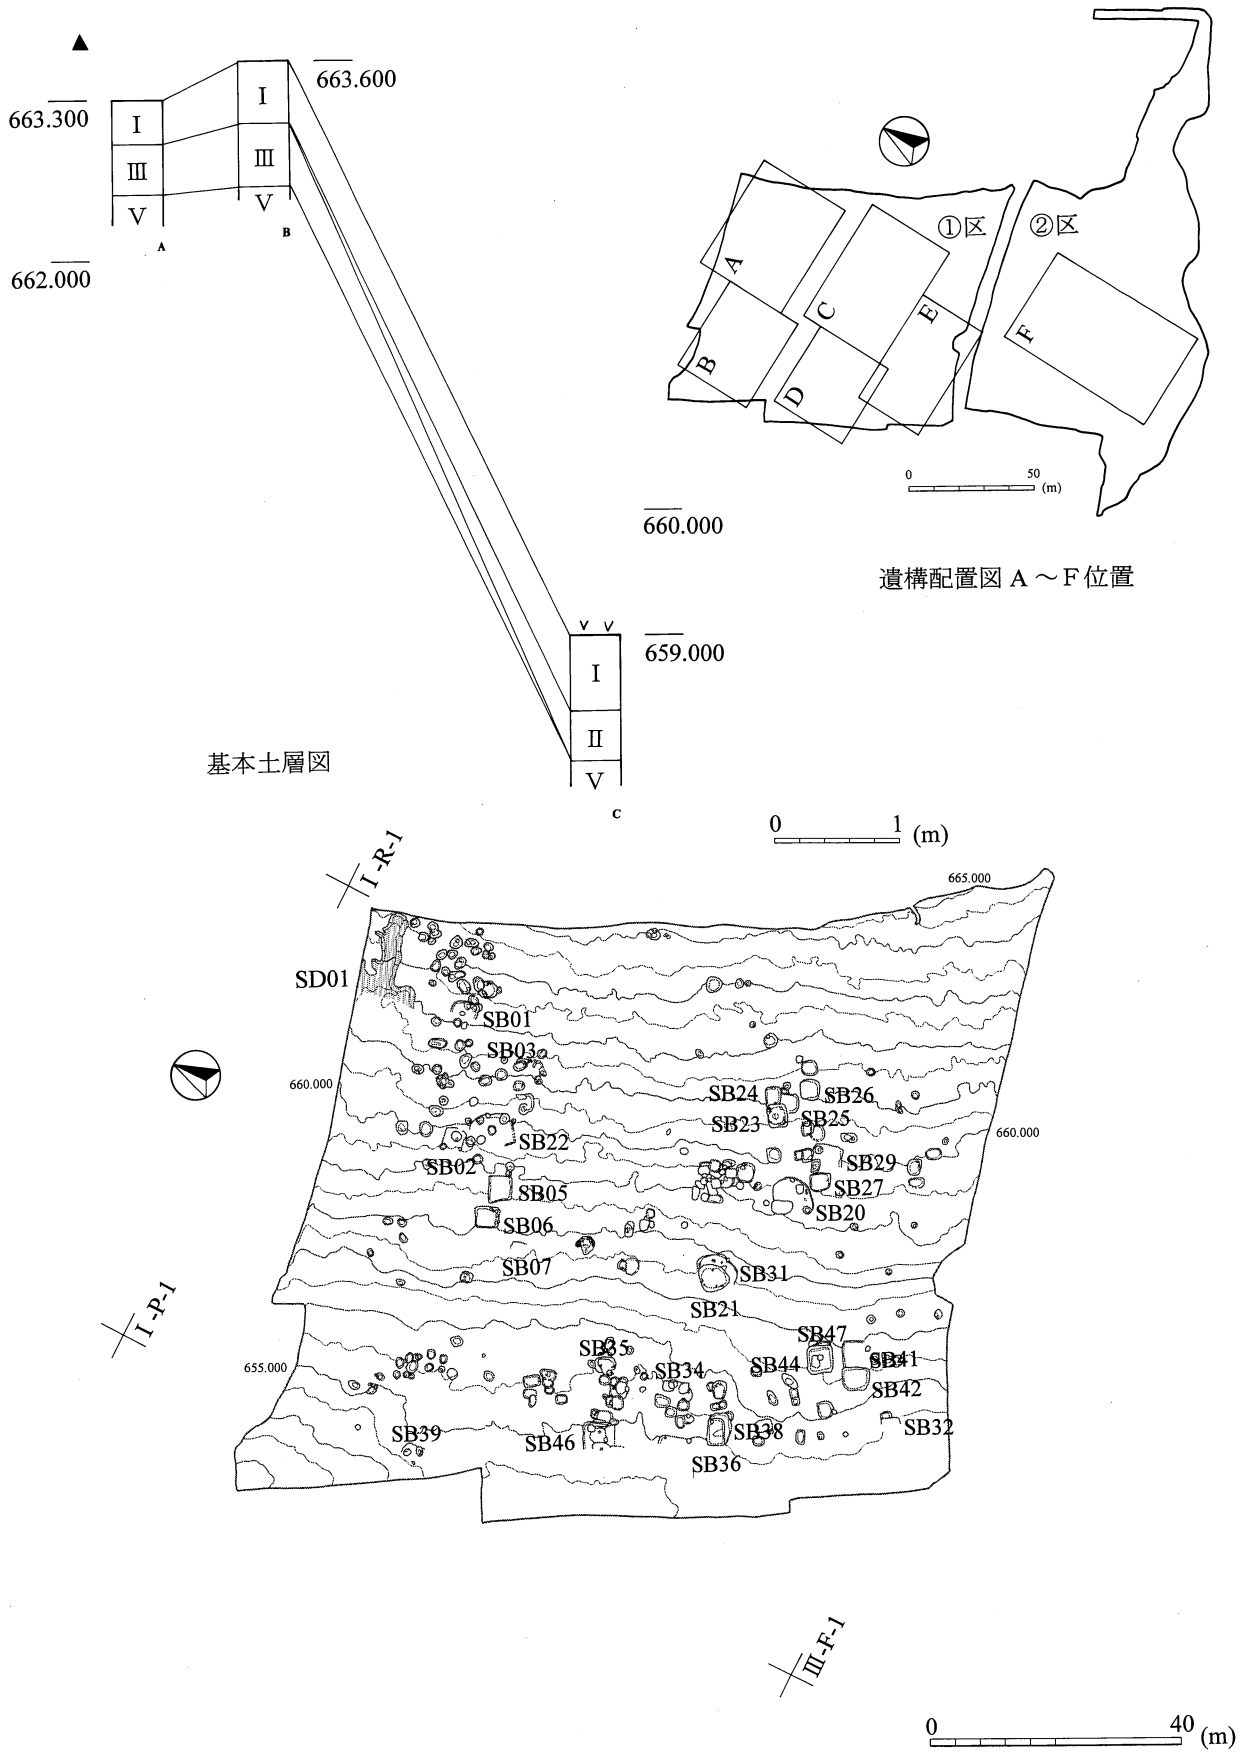 663.300
I
III
V
A
662.000
I
III
V
B
663.600
660.000
659.000
I
II
V
C
基本土層図
0 1 (m)
①区
②区
A
B
C
D
E
F
0 50 (m)
遺構配置図 A～F位置
I-R-1
I-P-1
III-F-1
665.000
SD01
SB01
SB03
660.000
SB24
SB26
SB23
SB25
660.000
SB22
SB02
SB29
SB05
SB27
SB06
SB20
SB07
SB31
SB21
SB47
SB35
655.000
SB34
SB44
SB41
SB42
SB39
SB46
SB38
SB32
SB36
0 40 (m)